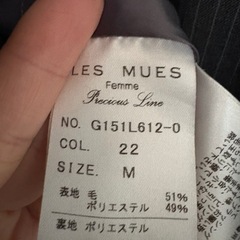 LES MUES
Femme
Precious Line
NO. G151L612-0
COL. 22
SIZE. M
表地 毛 51%
ポリエステル 49%
裏地 ポリエステル